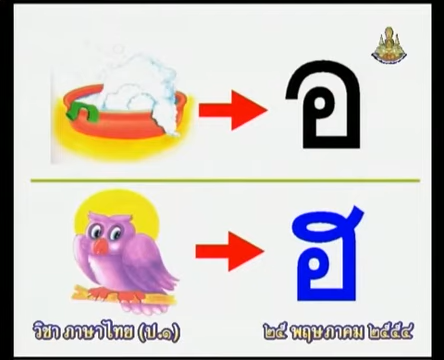 อ
ฮ
วิชา ภาษาไทย (ป.๑)
๒๕ พฤษภาคม ๒๕๕๔